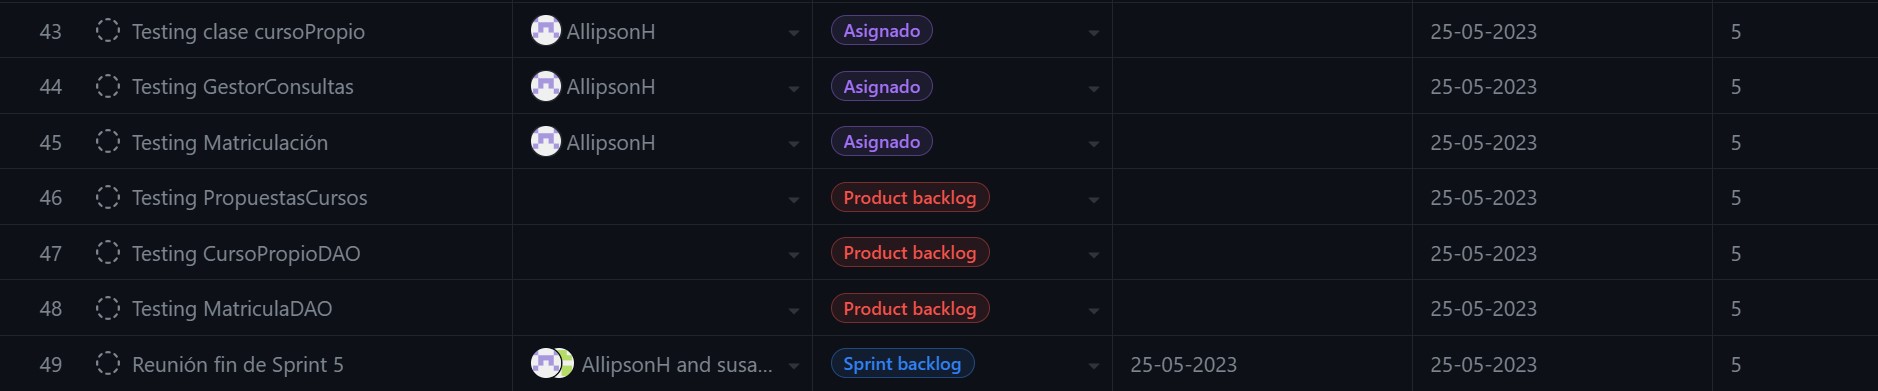 43 Testing clase cursoPropio AllipsonH Asignado 25-05-2023 5
44 Testing GestorConsultas AllipsonH Asignado 25-05-2023 5
45 Testing Matriculación AllipsonH Asignado 25-05-2023 5
46 Testing PropuestasCursos Product backlog 25-05-2023 5
47 Testing CursoPropioDAO Product backlog 25-05-2023 5
48 Testing MatriculaDAO Product backlog 25-05-2023 5
49 Reunión fin de Sprint 5 AllipsonH and susa... Sprint backlog 25-05-2023 25-05-2023 5